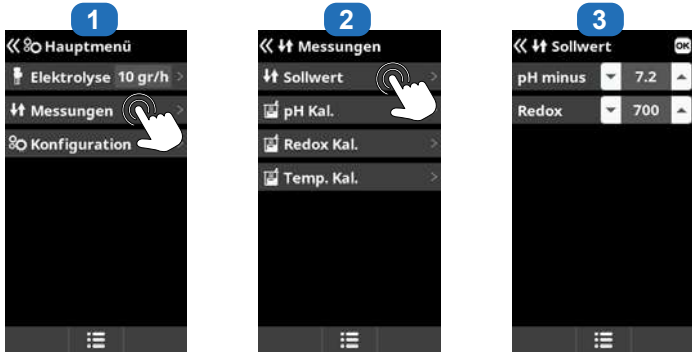 1
Hauptmenü
Elektrolyse 10 gr/h
Messungen
Konfiguration
2
Messungen
Sollwert
pH Kal.
Redox Kal.
Temp. Kal.
3
Sollwert OK
pH minus 7.2
Redox 700